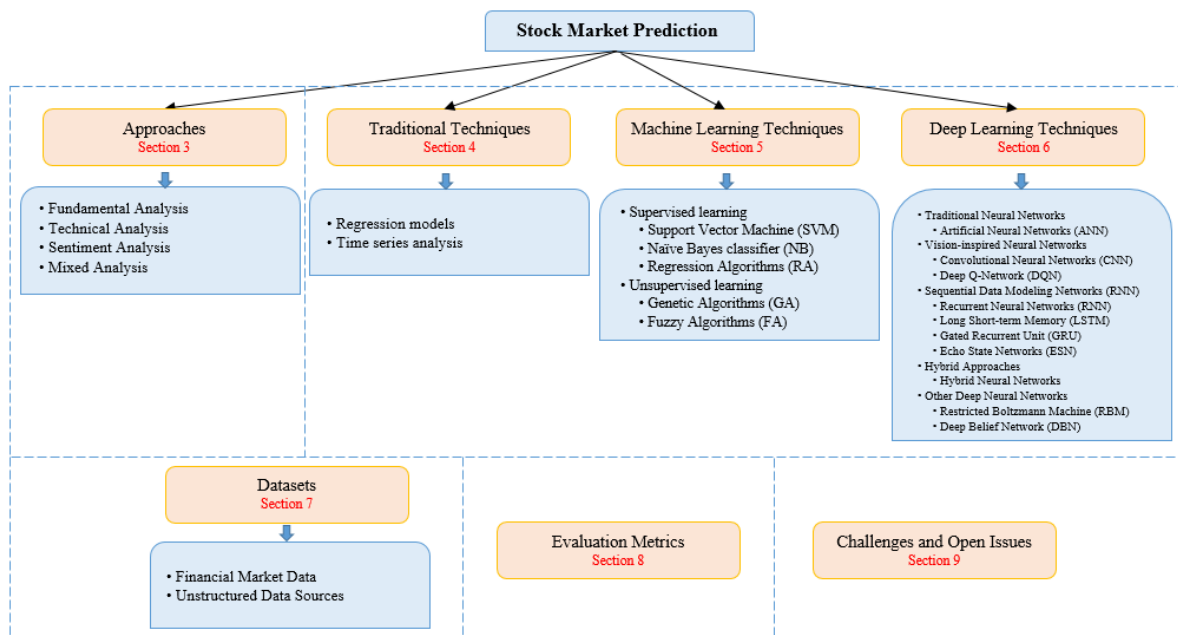 Stock Market Prediction
Approaches
Section 3
• Fundamental Analysis
• Technical Analysis
• Sentiment Analysis
• Mixed Analysis
Traditional Techniques
Section 4
• Regression models
• Time series analysis
Machine Learning Techniques
Section 5
• Supervised learning
• Support Vector Machine (SVM)
• Naïve Bayes classifier (NB)
• Regression Algorithms (RA)
• Unsupervised learning
• Genetic Algorithms (GA)
• Fuzzy Algorithms (FA)
Deep Learning Techniques
Section 6
• Traditional Neural Networks
• Artificial Neural Networks (ANN)
• Vision-inspired Neural Networks
• Convolutional Neural Networks (CNN)
• Deep Q-Network (DQN)
• Sequential Data Modeling Networks (RNN)
• Recurrent Neural Networks (RNN)
• Long Short-term Memory (LSTM)
• Gated Recurrent Unit (GRU)
• Echo State Networks (ESN)
• Hybrid Approaches
• Hybrid Neural Networks
• Other Deep Neural Networks
• Restricted Boltzmann Machine (RBM)
• Deep Belief Network (DBN)
Datasets
Section 7
• Financial Market Data
• Unstructured Data Sources
Evaluation Metrics
Section 8
Challenges and Open Issues
Section 9